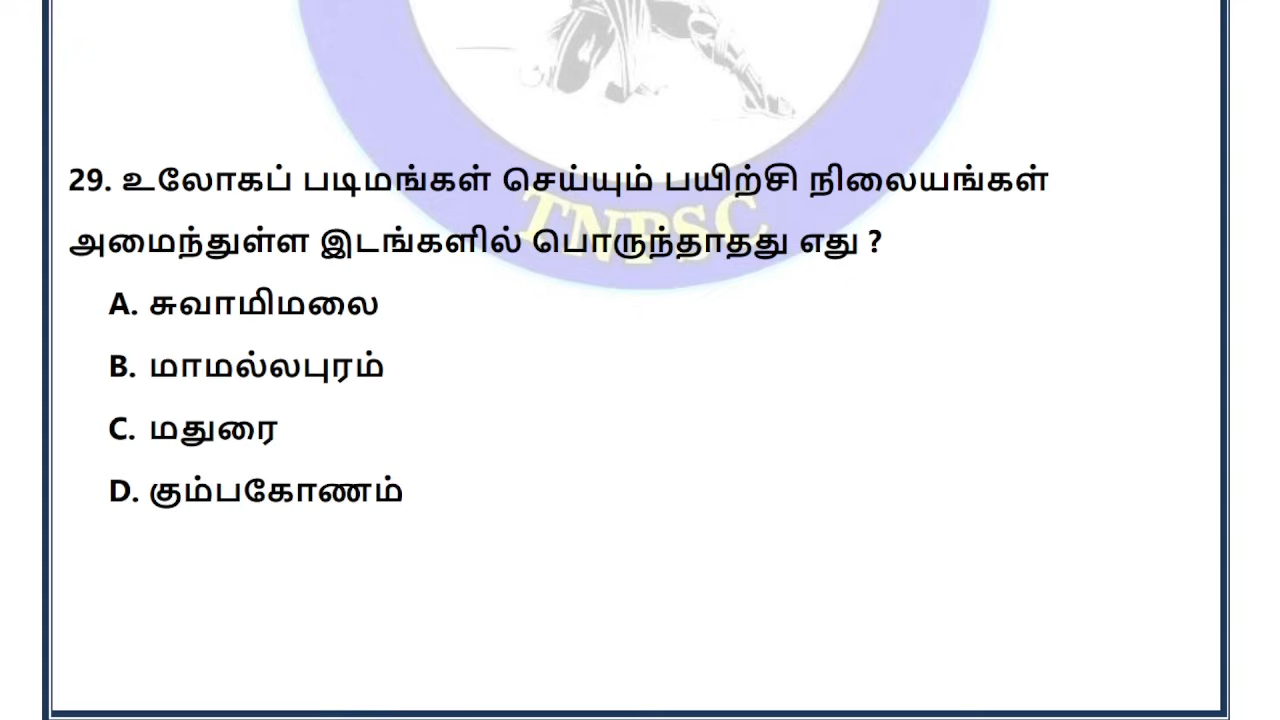 29. உலோகப் படிமங்கள் செய்யும் பயிற்சி நிலையங்கள்
அமைந்துள்ள இடங்களில் பொருந்தாதது எது ?
TNPSC
A. சுவாமிமலை
B. மாமல்லபுரம்
C. மதுரை
D. கும்பகோணம்